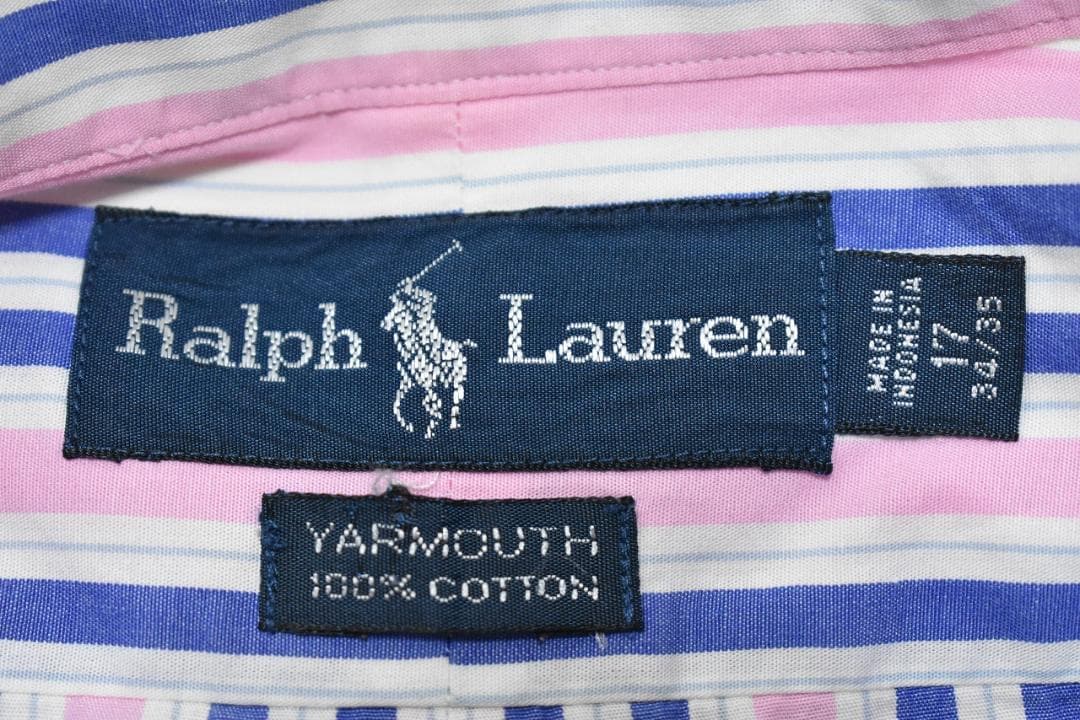 Ralph Lauren
MADE IN
INDONESIA
17
34/35
YARMOUTH
100% COTTON